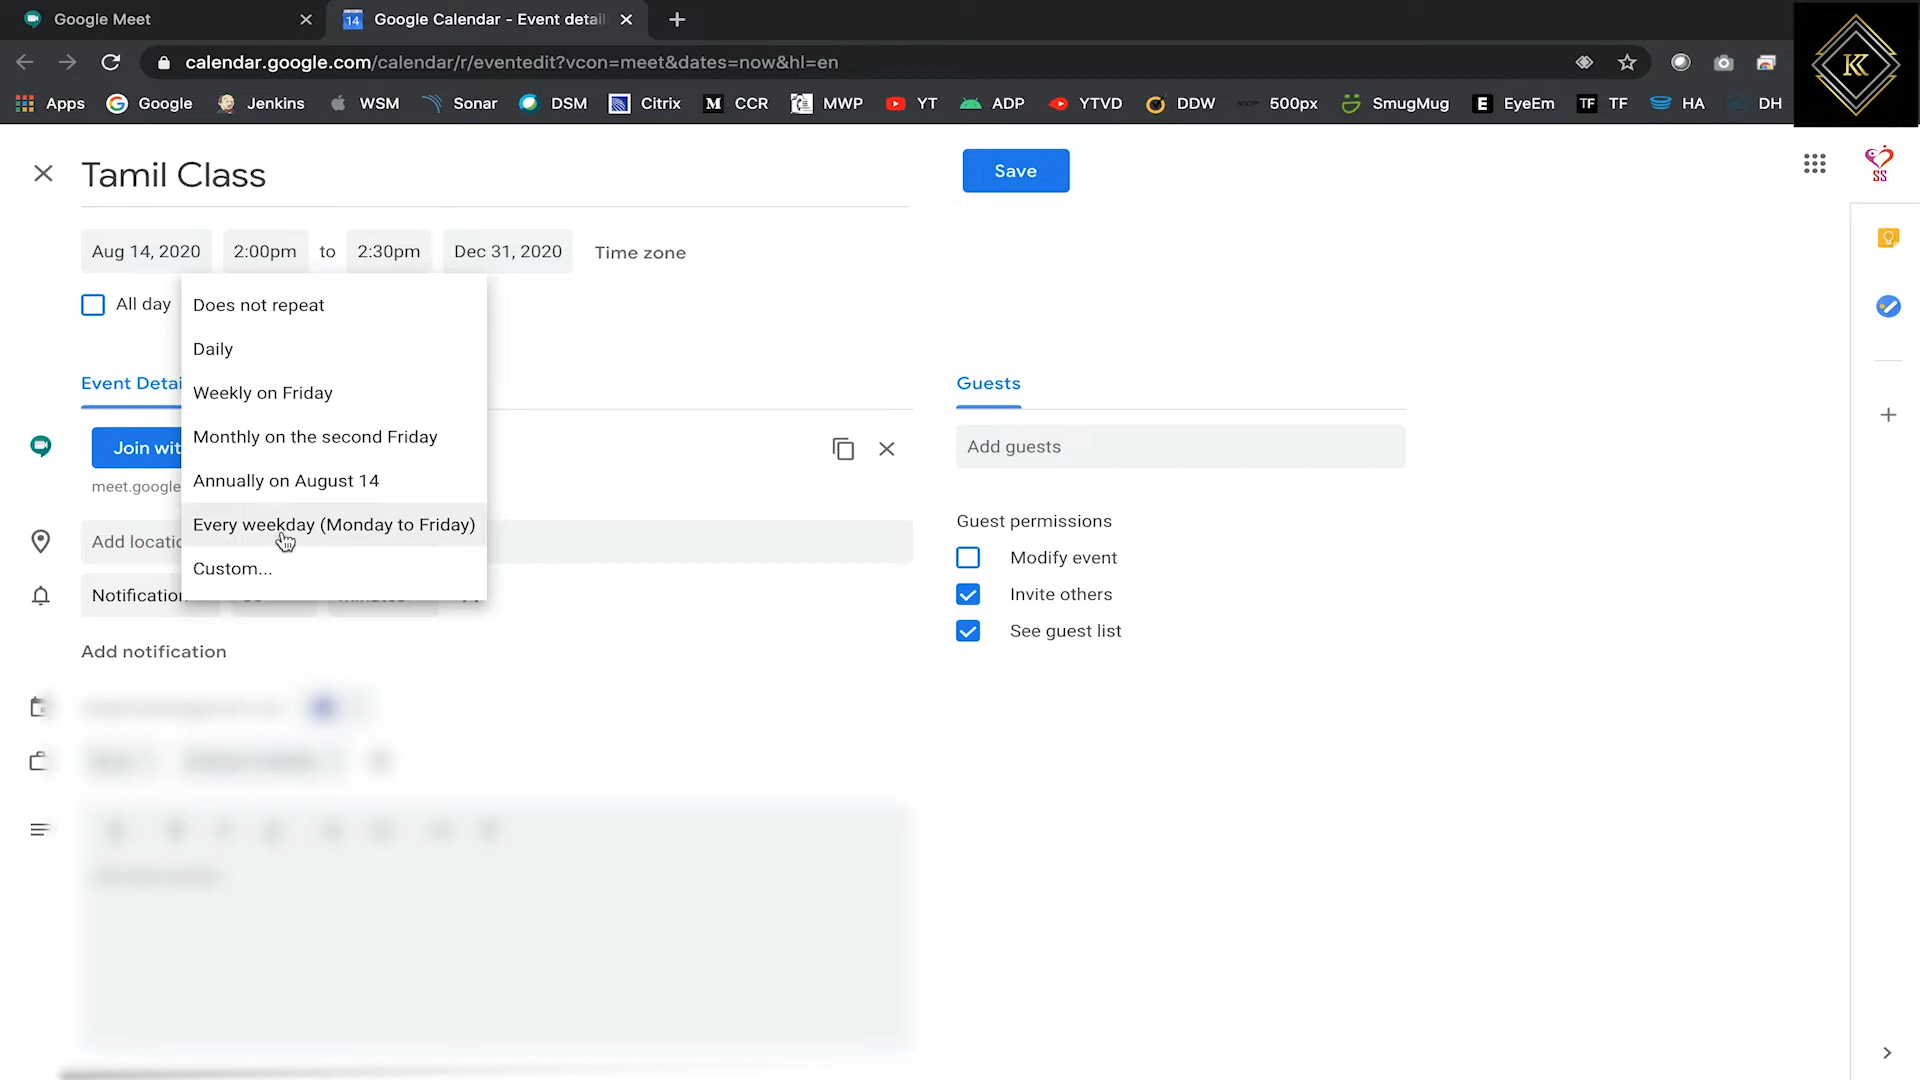 Google Meet
Google Calendar - Event detail
calendar.google.com/calendar/r/eventedit?vcon=meet&dates=now&hl=en
Apps Google Jenkins WSM Sonar DSM Citrix M CCR MWP YT ADP YTVD DDW 500px SmugMug E EyeEm TF TF HA DH
Tamil Class
Save
SS
Aug 14, 2020 2:00pm to 2:30pm Dec 31, 2020 Time zone
All day
Does not repeat
Daily
Weekly on Friday
Monthly on the second Friday
Annually on August 14
Every weekday (Monday to Friday)
Custom...
Event Detai
Join wit
meet.google
Add locatio
Notification
Add notification
Guests
Add guests
Guest permissions
Modify event
Invite others
See guest list